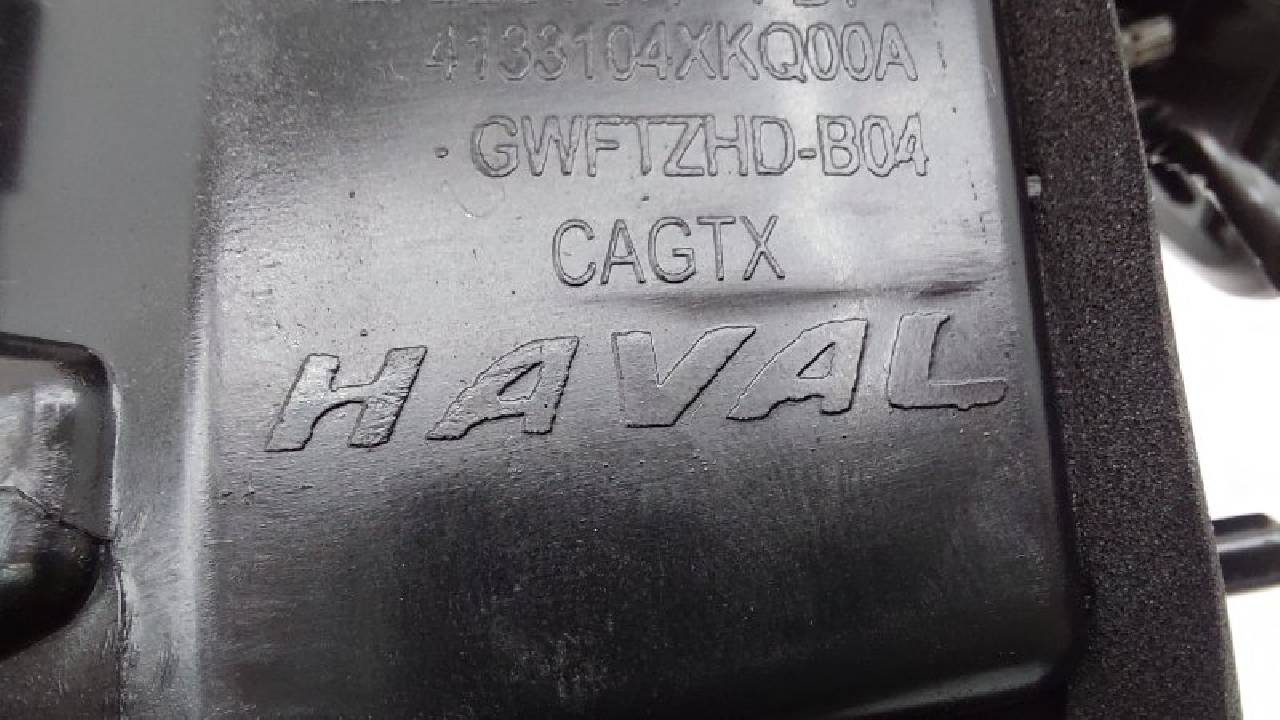 4133104XKQ00A
GWFTZHD-B04
CAGTX
HAVAL